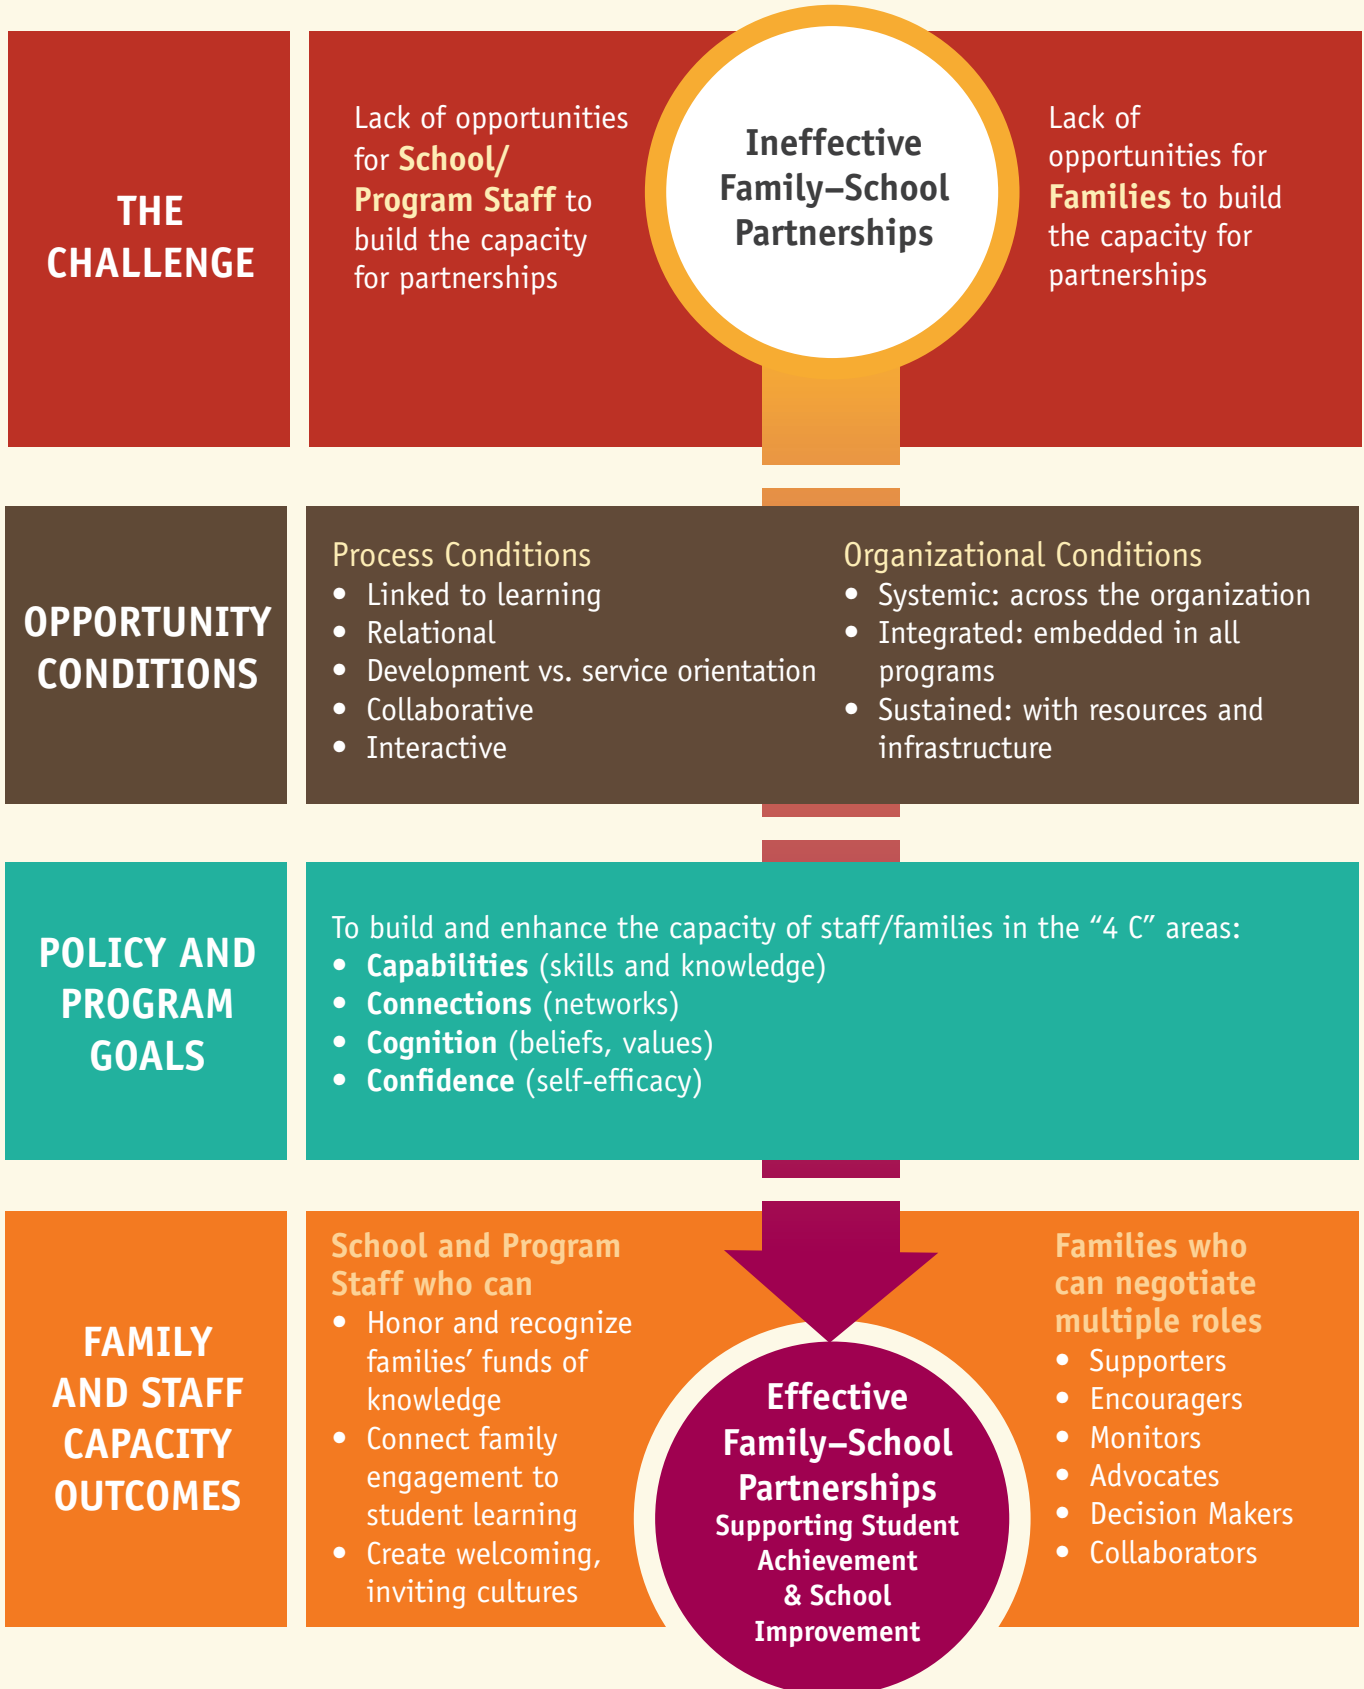 THE
CHALLENGE
Lack of opportunities
for School/
Program Staff to
build the capacity
for partnerships
Ineffective
Family–School
Partnerships
Lack of
opportunities for
Families to build
the capacity for
partnerships
OPPORTUNITY
CONDITIONS
Process Conditions
• Linked to learning
• Relational
• Development vs. service orientation
• Collaborative
• Interactive
Organizational Conditions
• Systemic: across the organization
• Integrated: embedded in all
programs
• Sustained: with resources and
infrastructure
POLICY AND
PROGRAM
GOALS
To build and enhance the capacity of staff/families in the “4 C” areas:
• Capabilities (skills and knowledge)
• Connections (networks)
• Cognition (beliefs, values)
• Confidence (self-efficacy)
FAMILY
AND STAFF
CAPACITY
OUTCOMES
School and Program
Staff who can
• Honor and recognize
families’ funds of
knowledge
• Connect family
engagement to
student learning
• Create welcoming,
inviting cultures
Effective
Family–School
Partnerships
Supporting Student
Achievement
& School
Improvement
Families who
can negotiate
multiple roles
• Supporters
• Encouragers
• Monitors
• Advocates
• Decision Makers
• Collaborators